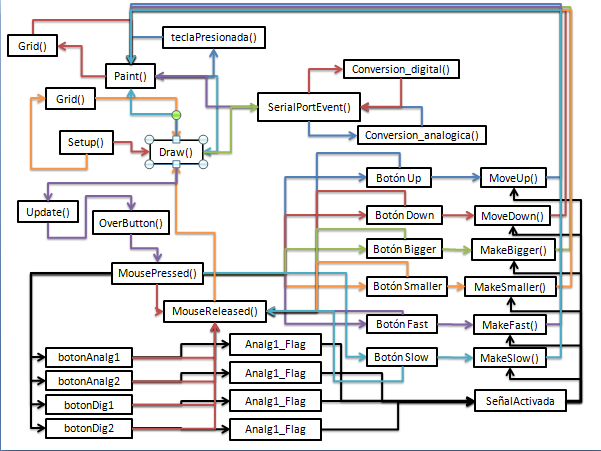 Grid()
teclaPresionada()
Paint()
Conversion_digital()
Grid()
SerialPortEvent()
Setup()
Conversion_analogica()
Draw()
Botón Up
MoveUp()
Update()
OverButton()
Botón Down
MoveDown()
Botón Bigger
MakeBigger()
MousePressed()
Botón Smaller
MakeSmaller()
MouseReleased()
Botón Fast
MakeFast()
botonAnalg1
Analg1_Flag
Botón Slow
MakeSlow()
botonAnalg2
Analg1_Flag
botonDig1
Analg1_Flag
SeñalActivada
botonDig2
Analg1_Flag